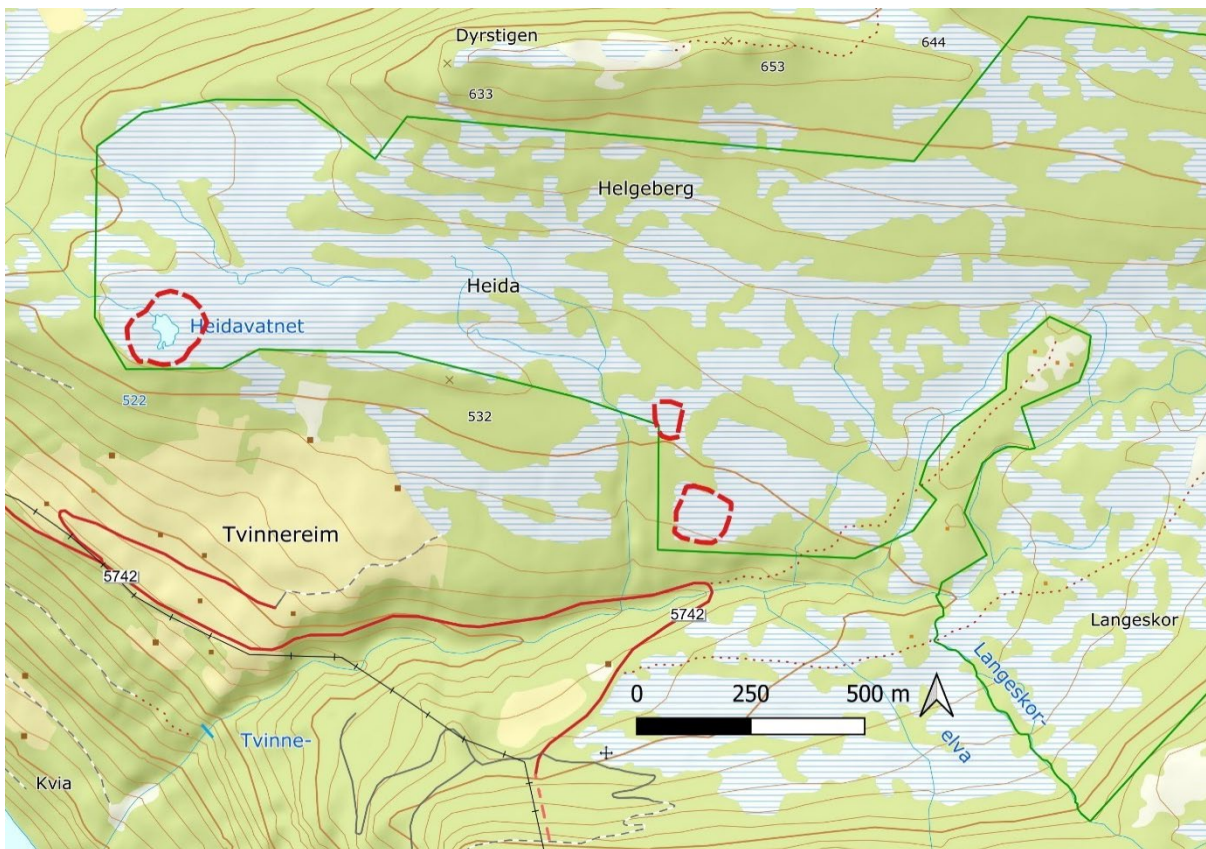 Dyrstigen
644
653
633
Helgeberg
Heida
Heidavatnet
522
532
Tvinnereim
5742
5742
Langeskor
0 250 500 m
Langeskor-
elva
Tvinne-
Kvia